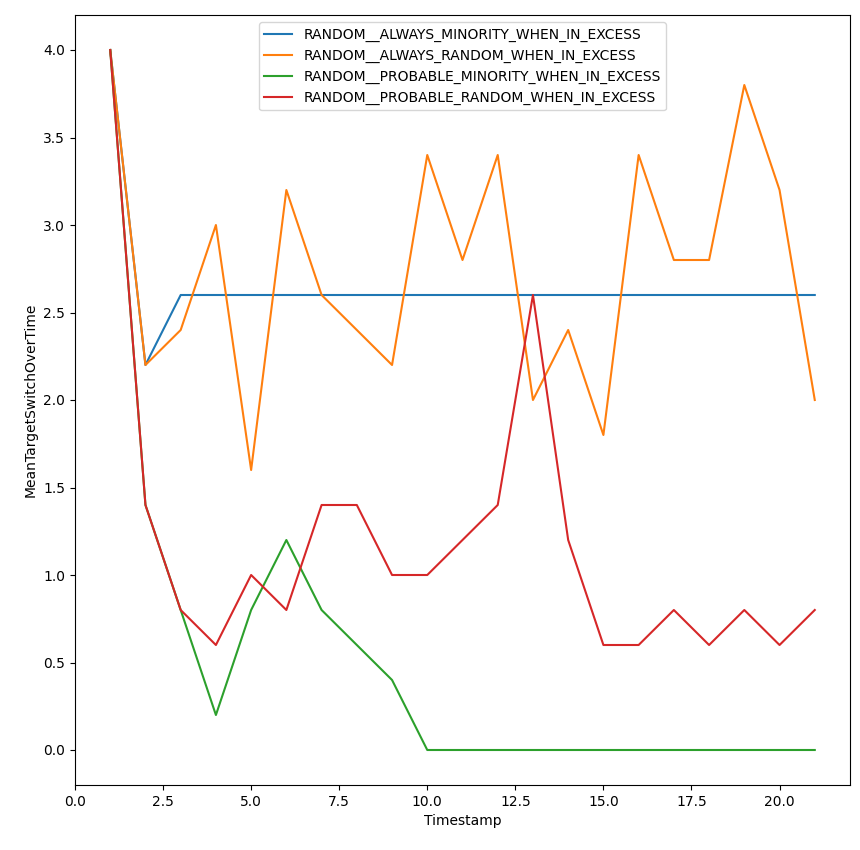 RANDOM__ALWAYS_MINORITY_WHEN_IN_EXCESS
RANDOM__ALWAYS_RANDOM_WHEN_IN_EXCESS
RANDOM__PROBABLE_MINORITY_WHEN_IN_EXCESS
RANDOM__PROBABLE_RANDOM_WHEN_IN_EXCESS
4.0
3.5
3.0
2.5
2.0
1.5
1.0
0.5
0.0
MeanTargetSwitchOverTime
0.0 2.5 5.0 7.5 10.0 12.5 15.0 17.5 20.0
Timestamp